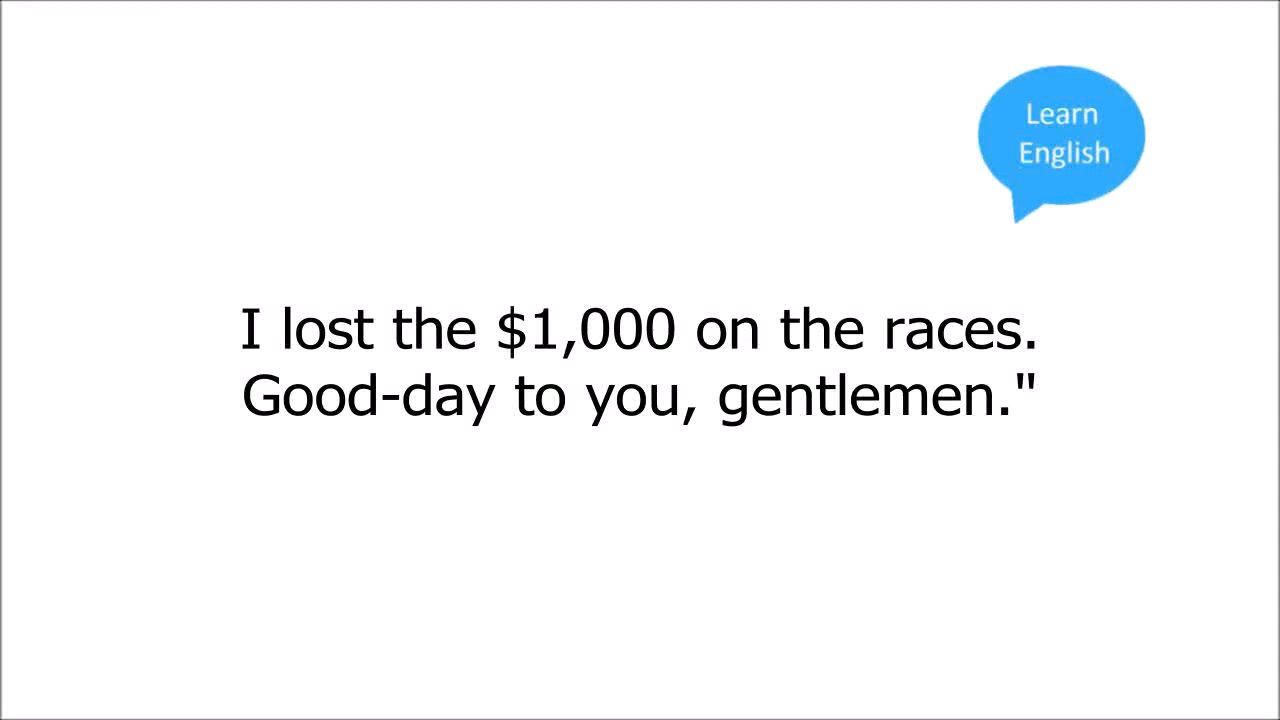 Learn
English
I lost the $1,000 on the races.
Good-day to you, gentlemen."